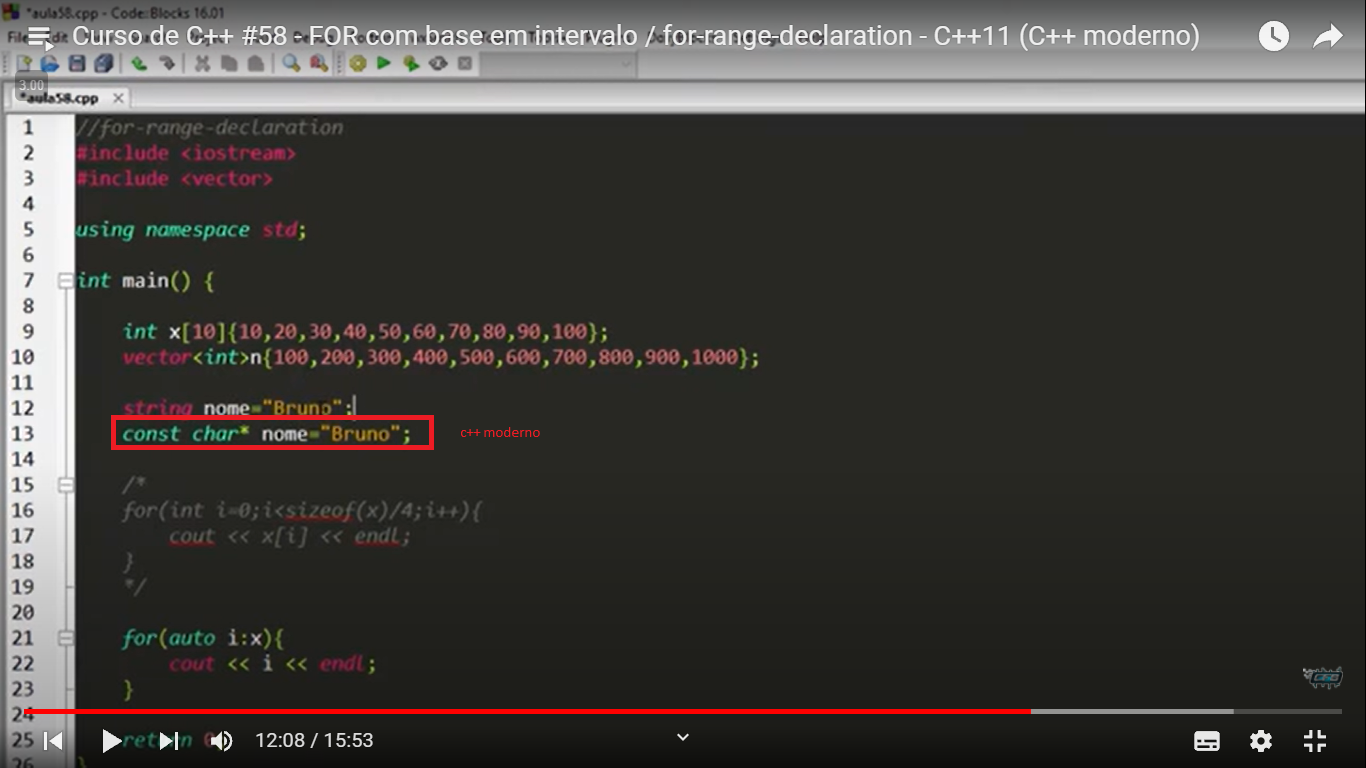 *aula58.cpp - Code::Blocks 16.01
Curso de C++ #58 - FOR com base em intervalo / for-range-declaration - C++11 (C++ moderno)
3.00
*aula58.cpp
1 //for-range-declaration
2 #include <iostream>
3 #include <vector>
4
5 using namespace std;
6
7 int main() {
8
9 int x[10]{10,20,30,40,50,60,70,80,90,100};
10 vector<int>n{100,200,300,400,500,600,700,800,900,1000};
11
12 string nome="Bruno";
13 const char* nome="Bruno"; c++ moderno
14
15 /*
16 for(int i=0;i<sizeof(x)/4;i++){
17 cout << x[i] << endl;
18 }
19 */
20
21 for(auto i:x){
22 cout << i << endl;
23 }
24
25 return
26 }
12:08 / 15:53